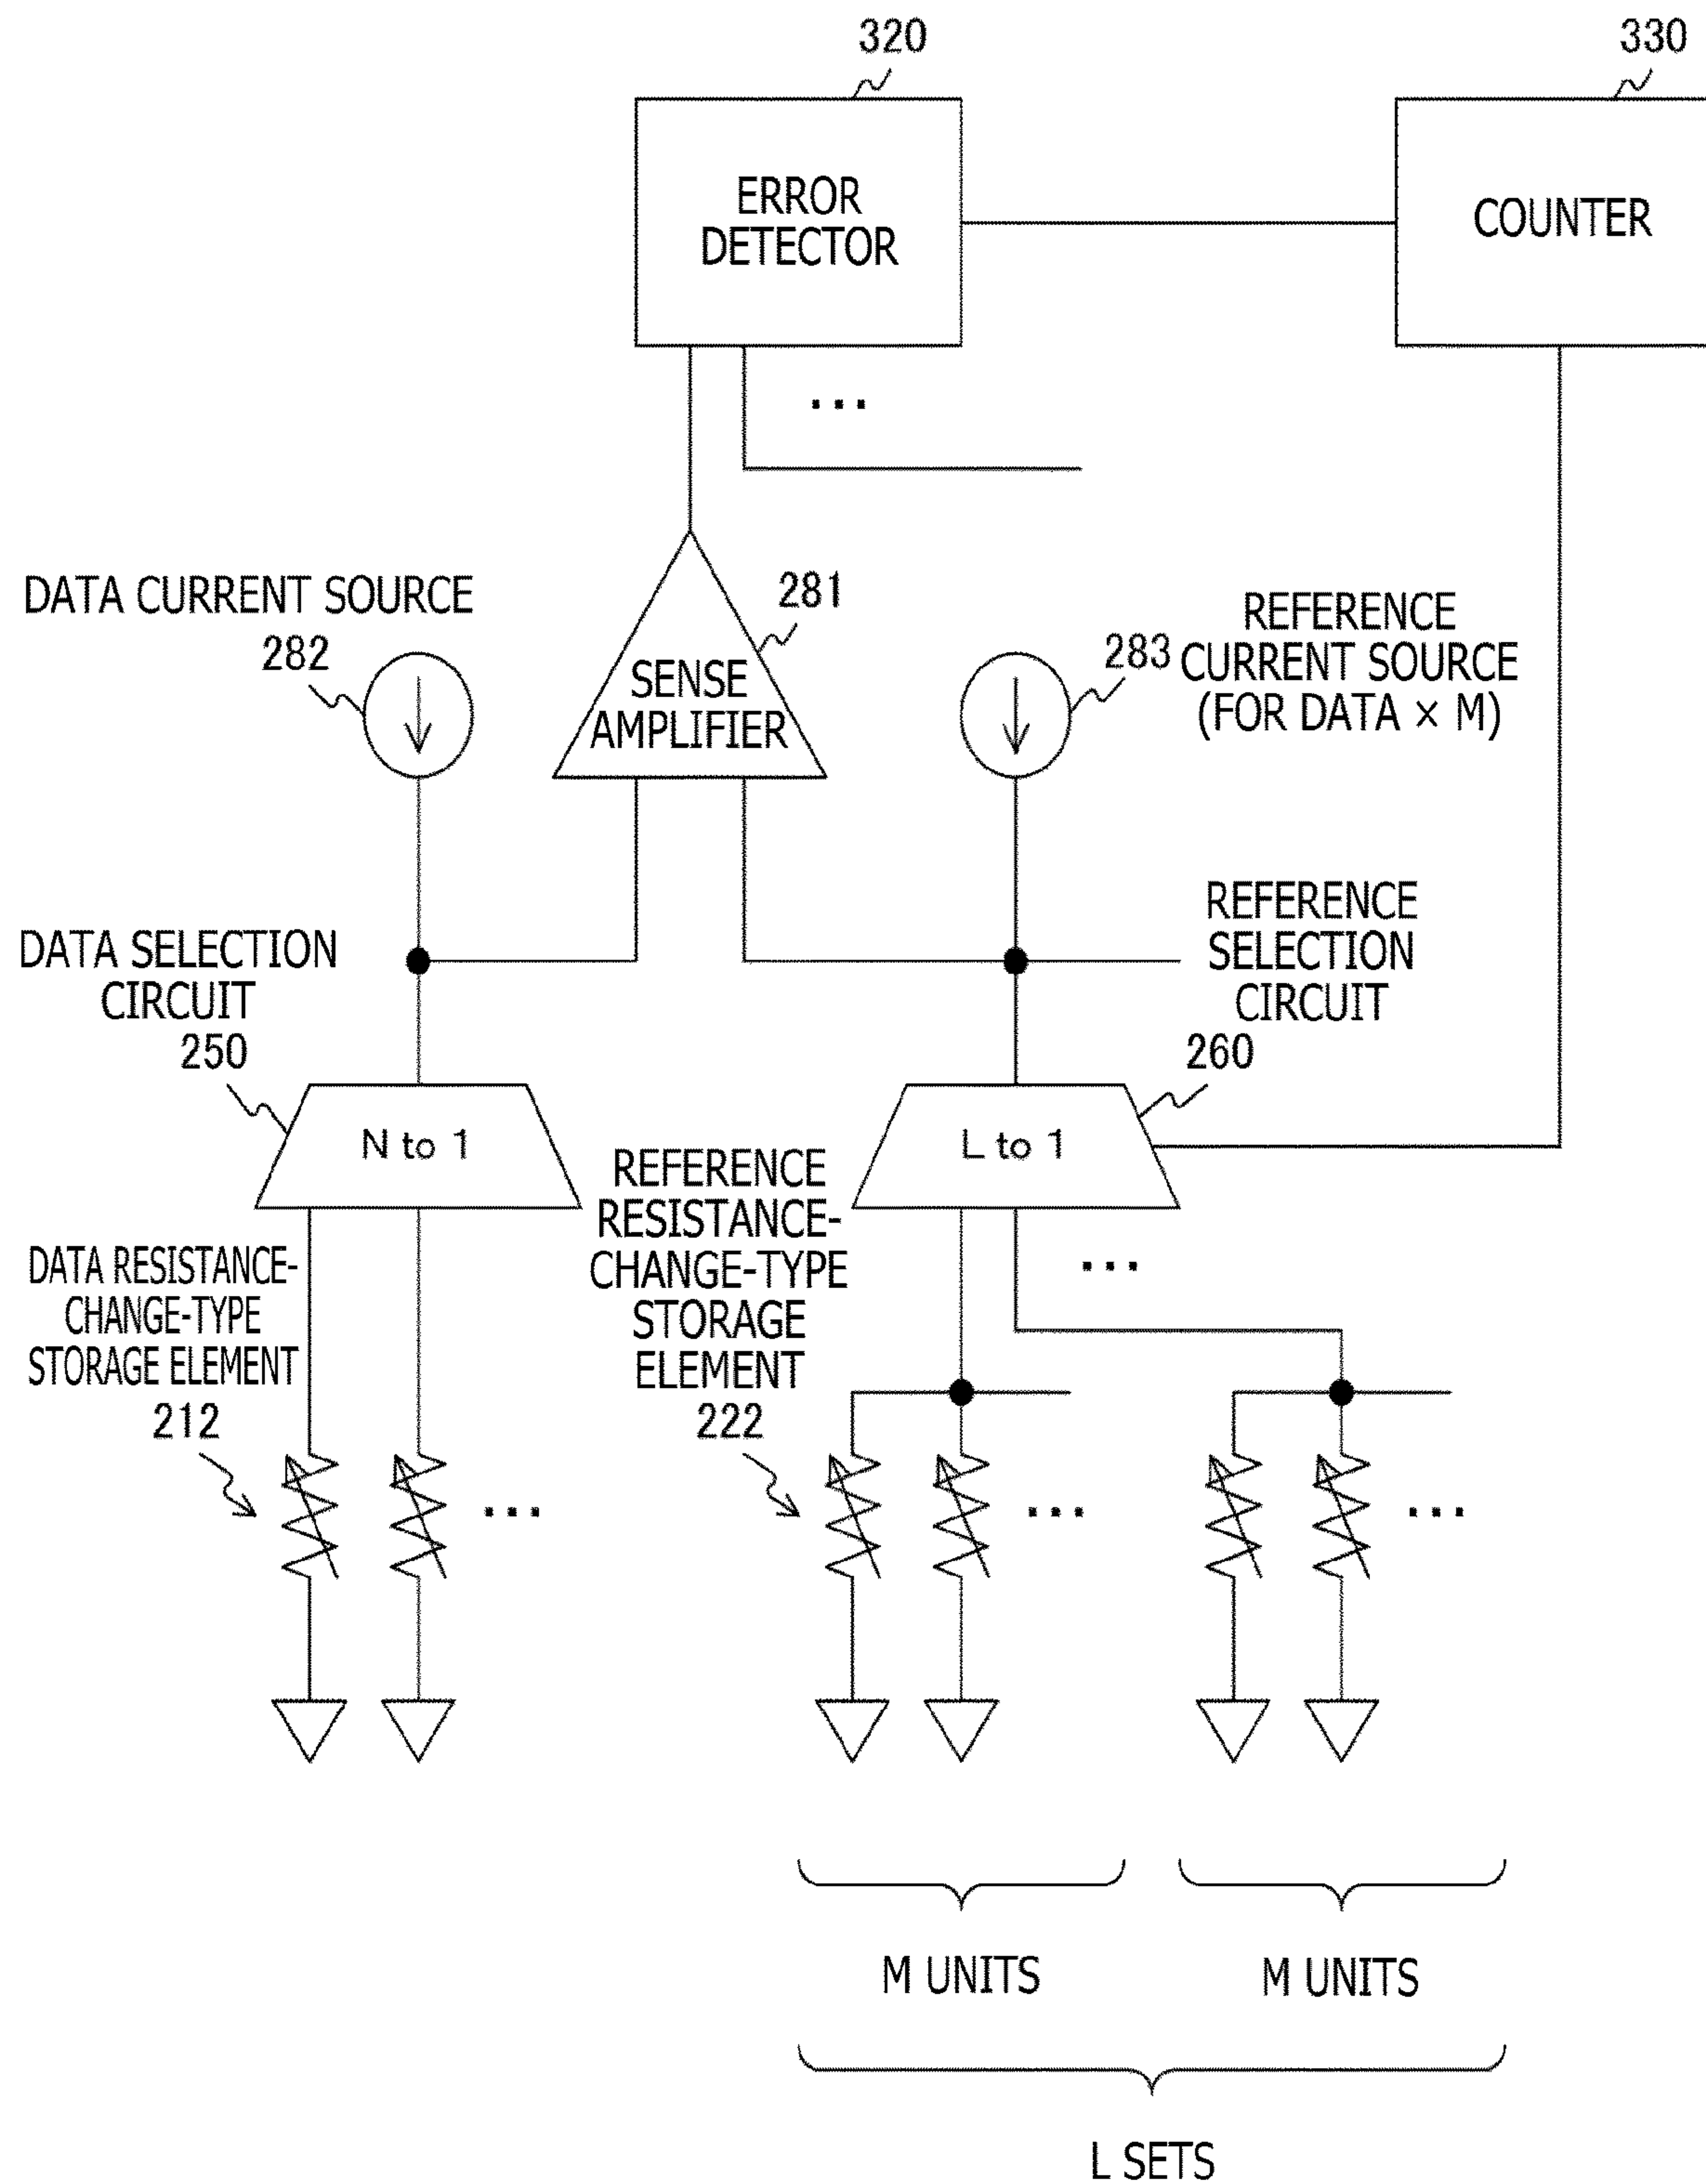 320
330
ERROR
DETECTOR
COUNTER
...
DATA CURRENT SOURCE
282
281
SENSE
AMPLIFIER
283
REFERENCE
CURRENT SOURCE
(FOR DATA × M)
DATA SELECTION
CIRCUIT
250
REFERENCE
SELECTION
CIRCUIT
260
N to 1
L to 1
DATA RESISTANCE-
CHANGE-TYPE
STORAGE ELEMENT
212
REFERENCE
RESISTANCE-
CHANGE-TYPE
STORAGE
ELEMENT
222
...
...
...
...
M UNITS
M UNITS
L SETS